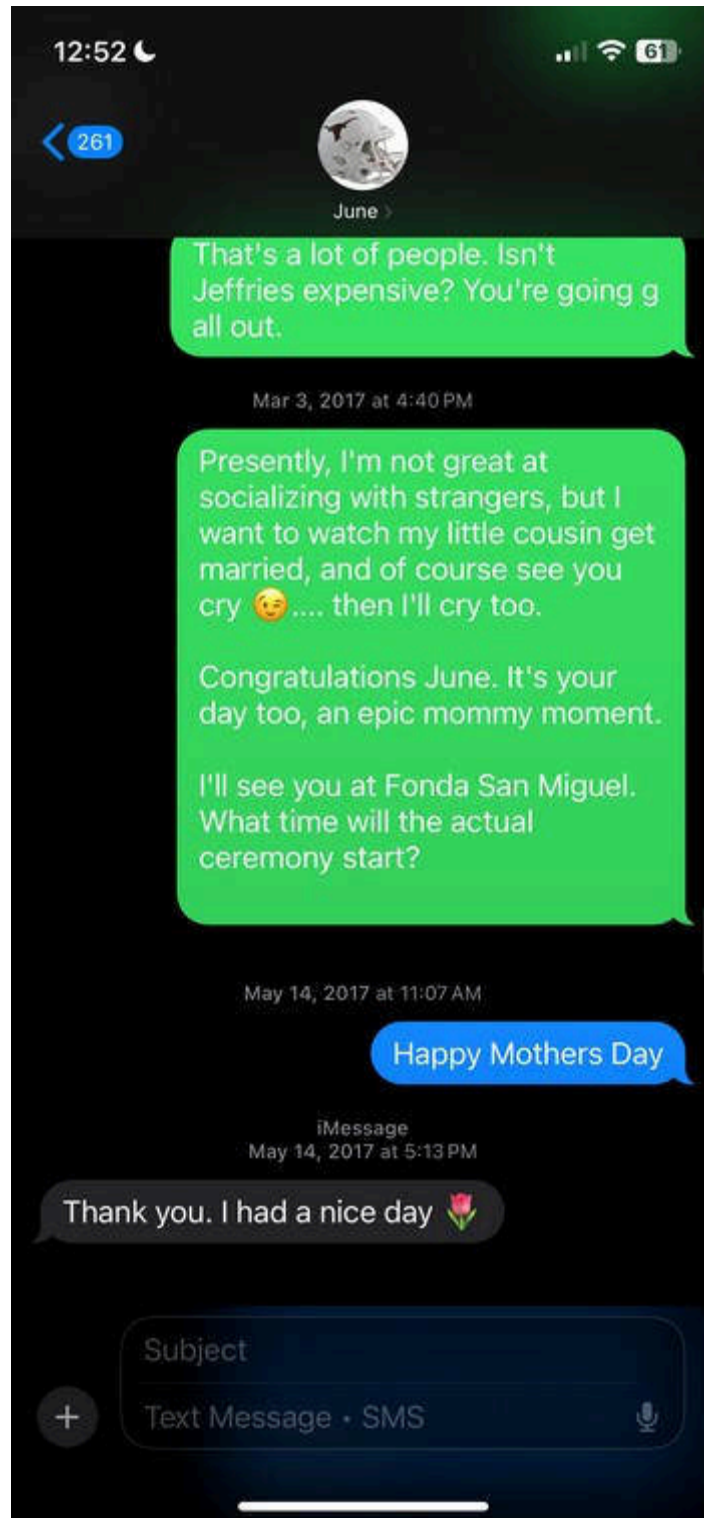 12:52
61
261
June
That's a lot of people. Isn't
Jeffries expensive? You're going g
all out.
Mar 3, 2017 at 4:40 PM
Presently, I'm not great at
socializing with strangers, but I
want to watch my little cousin get
married, and of course see you
cry 😉.... then I'll cry too.
Congratulations June. It's your
day too, an epic mommy moment.
I'll see you at Fonda San Miguel.
What time will the actual
ceremony start?
May 14, 2017 at 11:07 AM
Happy Mothers Day
iMessage
May 14, 2017 at 5:13 PM
Thank you. I had a nice day 🌷
Subject
Text Message • SMS